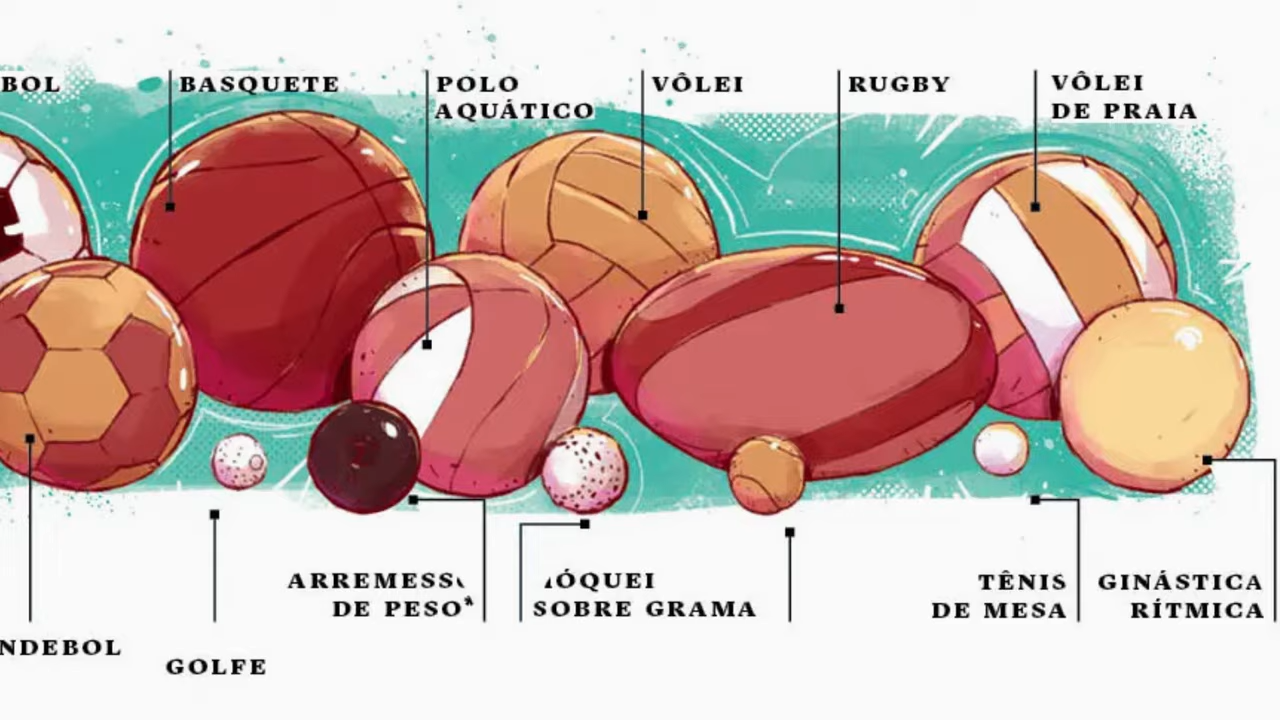 BOL
BASQUETE
POLO
AQUÁTICO
VÔLEI
RUGBY
VÔLEI
DE PRAIA
ARREMESS
DE PESO*
ÓQUEI
SOBRE GRAMA
TÊNIS
DE MESA
GINÁSTICA
RÍTMICA
NDEBOL
GOLFE